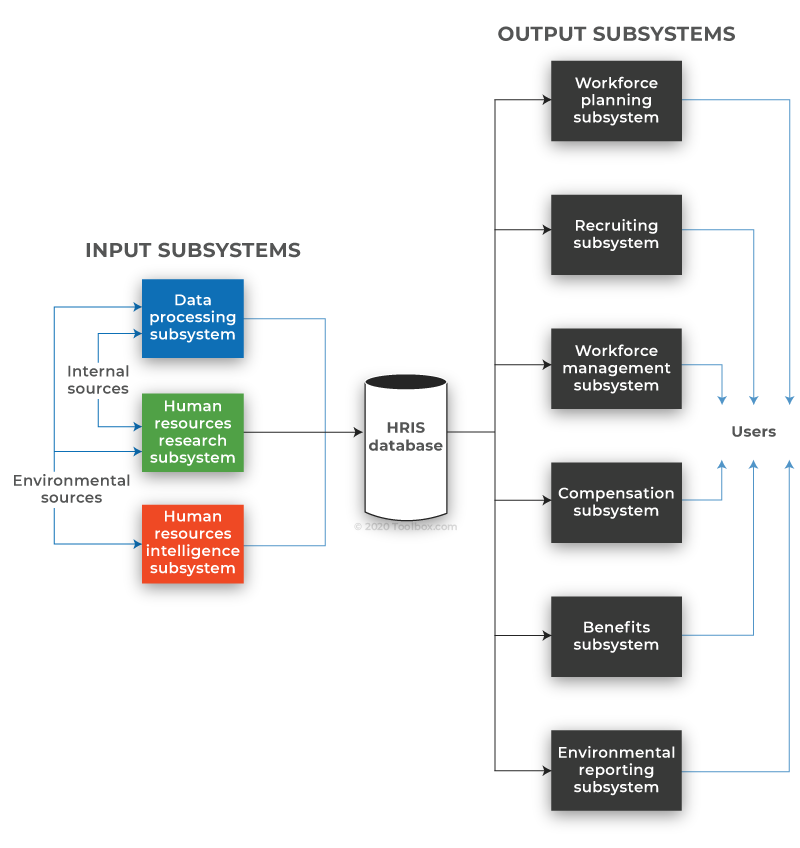 OUTPUT SUBSYSTEMS
Workforce
planning
subsystem
Recruiting
subsystem
INPUT SUBSYSTEMS
Data
processing
subsystem
Internal
sources
Human
resources
research
subsystem
Environmental
sources
Human
resources
intelligence
subsystem
HRIS
database
© 2020 Toolbox.com
Workforce
management
subsystem
Users
Compensation
subsystem
Benefits
subsystem
Environmental
reporting
subsystem